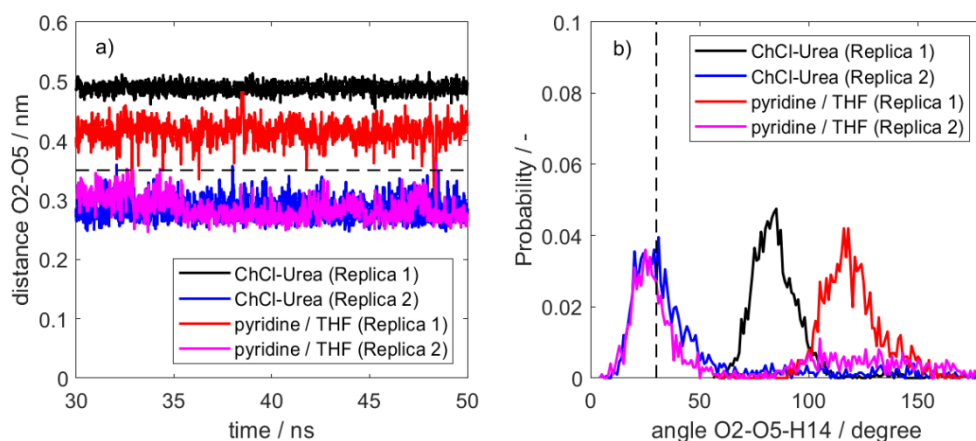 a)
distance O2-O5 / nm
0.6
0.5
0.4
0.3
0.2
0.1
0
ChCl-Urea (Replica 1)
ChCl-Urea (Replica 2)
pyridine / THF (Replica 1)
pyridine / THF (Replica 2)
30 35 40 45 50
time / ns
b)
Probability / -
0.1
0.08
0.06
0.04
0.02
0
ChCl-Urea (Replica 1)
ChCl-Urea (Replica 2)
pyridine / THF (Replica 1)
pyridine / THF (Replica 2)
0 50 100 150
angle O2-O5-H14 / degree